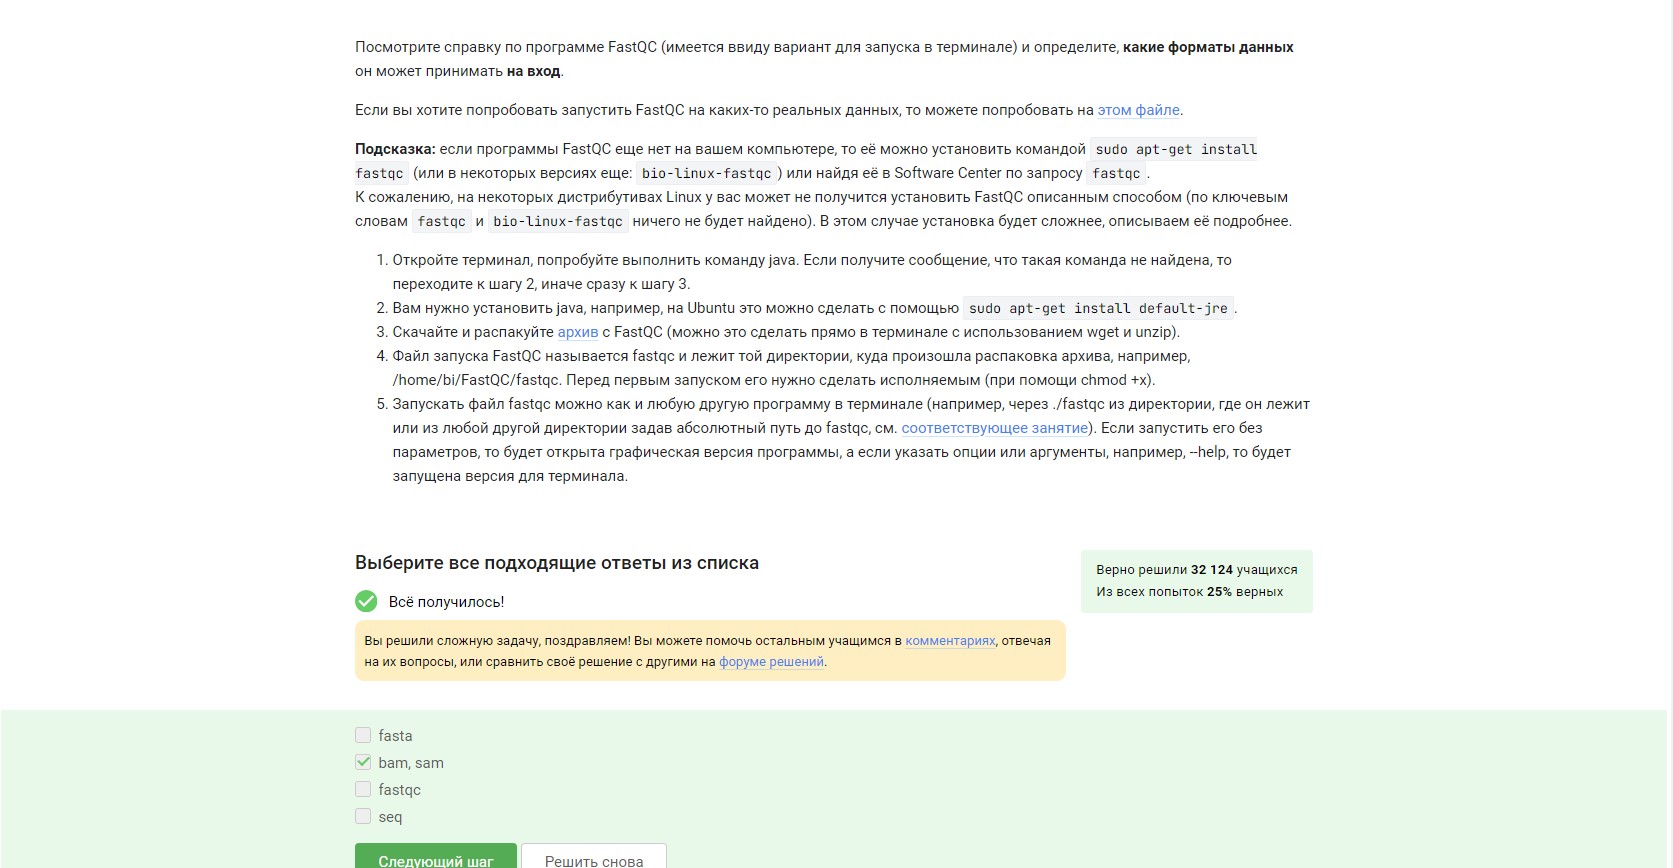 Посмотрите справку по программе FastQC (имеется ввиду вариант для запуска в терминале) и определите, какие форматы данных
он может принимать на вход.
Если вы хотите попробовать запустить FastQC на каких-то реальных данных, то можете попробовать на этом файле.
Подсказка: если программы FastQC еще нет на вашем компьютере, то её можно установить командой sudo apt-get install
fastqc (или в некоторых версиях еще: bio-linux-fastqc) или найдя её в Software Center по запросу fastqc.
К сожалению, на некоторых дистрибутивах Linux у вас может не получится установить FastQC описанным способом (по ключевым
словам fastqc и bio-linux-fastqc ничего не будет найдено). В этом случае установка будет сложнее, описываем её подробнее.
1. Откройте терминал, попробуйте выполнить команду java. Если получите сообщение, что такая команда не найдена, то
переходите к шагу 2, иначе сразу к шагу 3.
2. Вам нужно установить java, например, на Ubuntu это можно сделать с помощью sudo apt-get install default-jre.
3. Скачайте и распакуйте архив с FastQC (можно это сделать прямо в терминале с использованием wget и unzip).
4. Файл запуска FastQC называется fastqc и лежит той директории, куда произошла распаковка архива, например,
/home/bi/FastQC/fastqc. Перед первым запуском его нужно сделать исполняемым (при помощи chmod +x).
5. Запускать файл fastqc можно как и любую другую программу в терминале (например, через ./fastqc из директории, где он лежит
или из любой другой директории задав абсолютный путь до fastqc, см. соответствующее занятие). Если запустить его без
параметров, то будет открыта графическая версия программы, а если указать опции или аргументы, например, --help, то будет
запущена версия для терминала.
Выберите все подходящие ответы из списка
Верно решили 32 124 учащихся
Из всех попыток 25% верных
Всё получилось!
Вы решили сложную задачу, поздравляем! Вы можете помочь остальным учащимся в комментариях, отвечая
на их вопросы, или сравнить своё решение с другими на форуме решений.
fasta
bam, sam
fastqc
seq
Следующий шаг
Решить снова